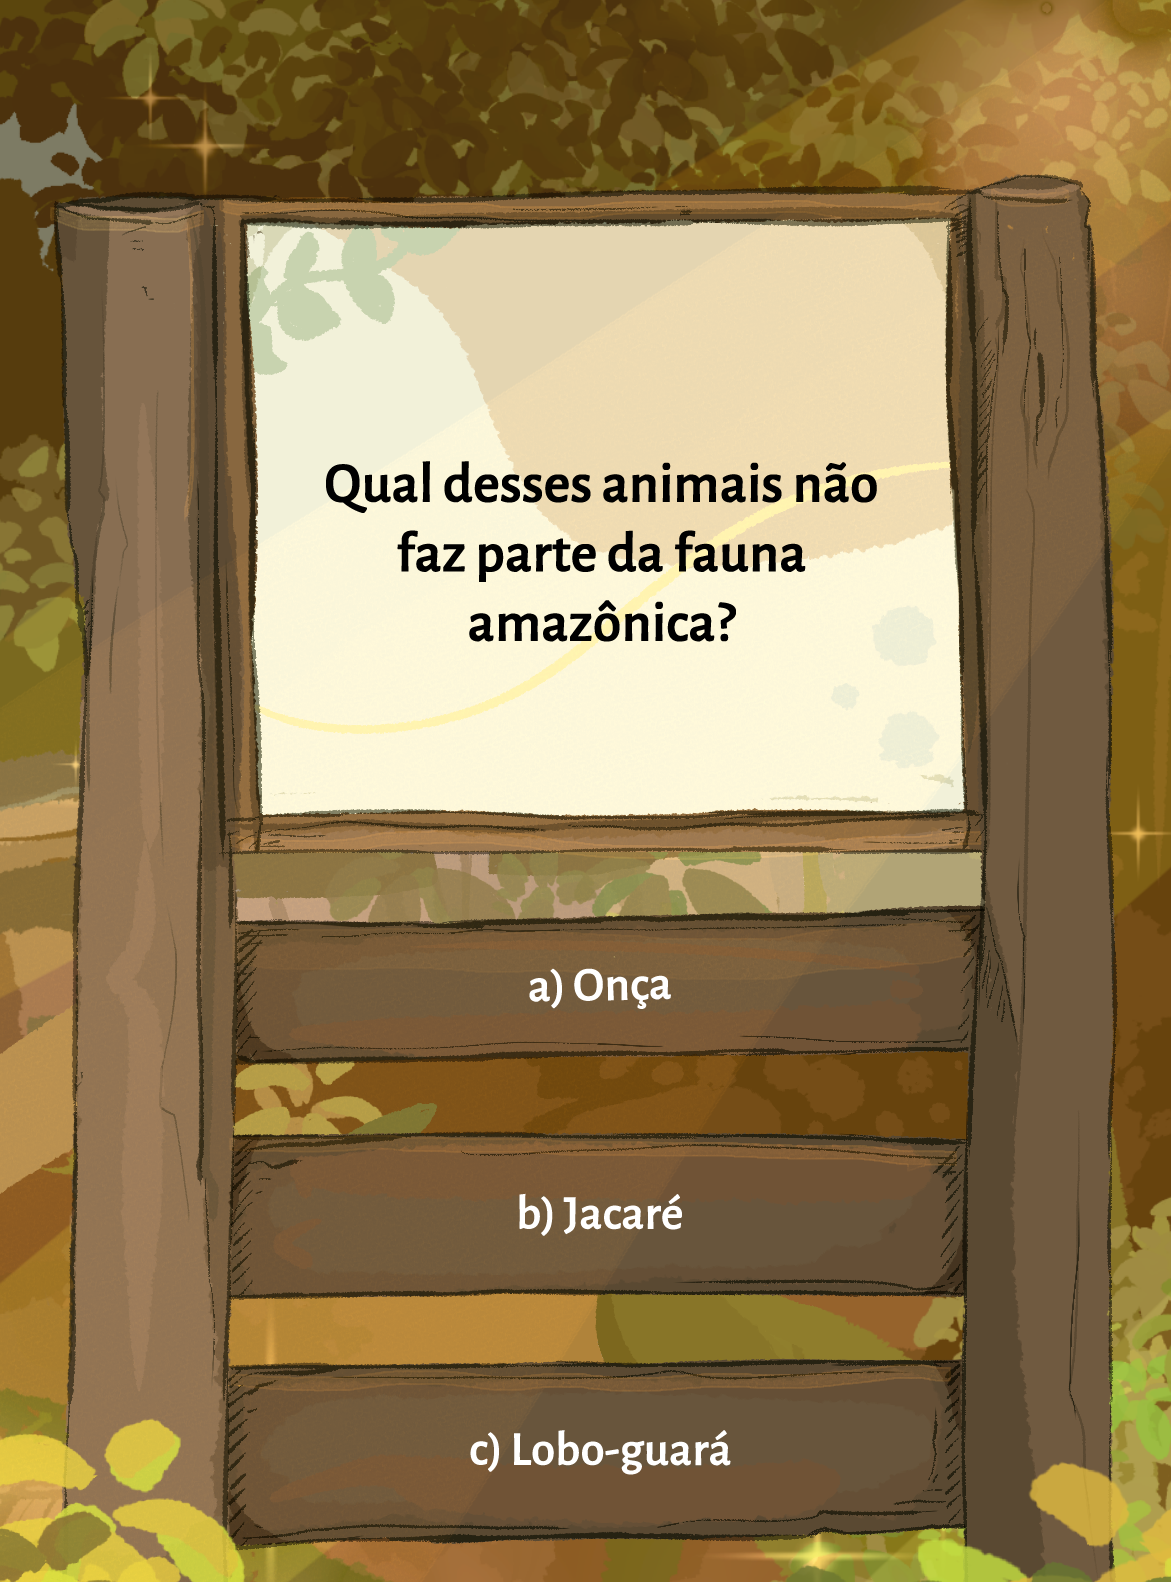 Qual desses animais não
faz parte da fauna
amazônica?
a) Onça
b) Jacaré
c) Lobo-guará